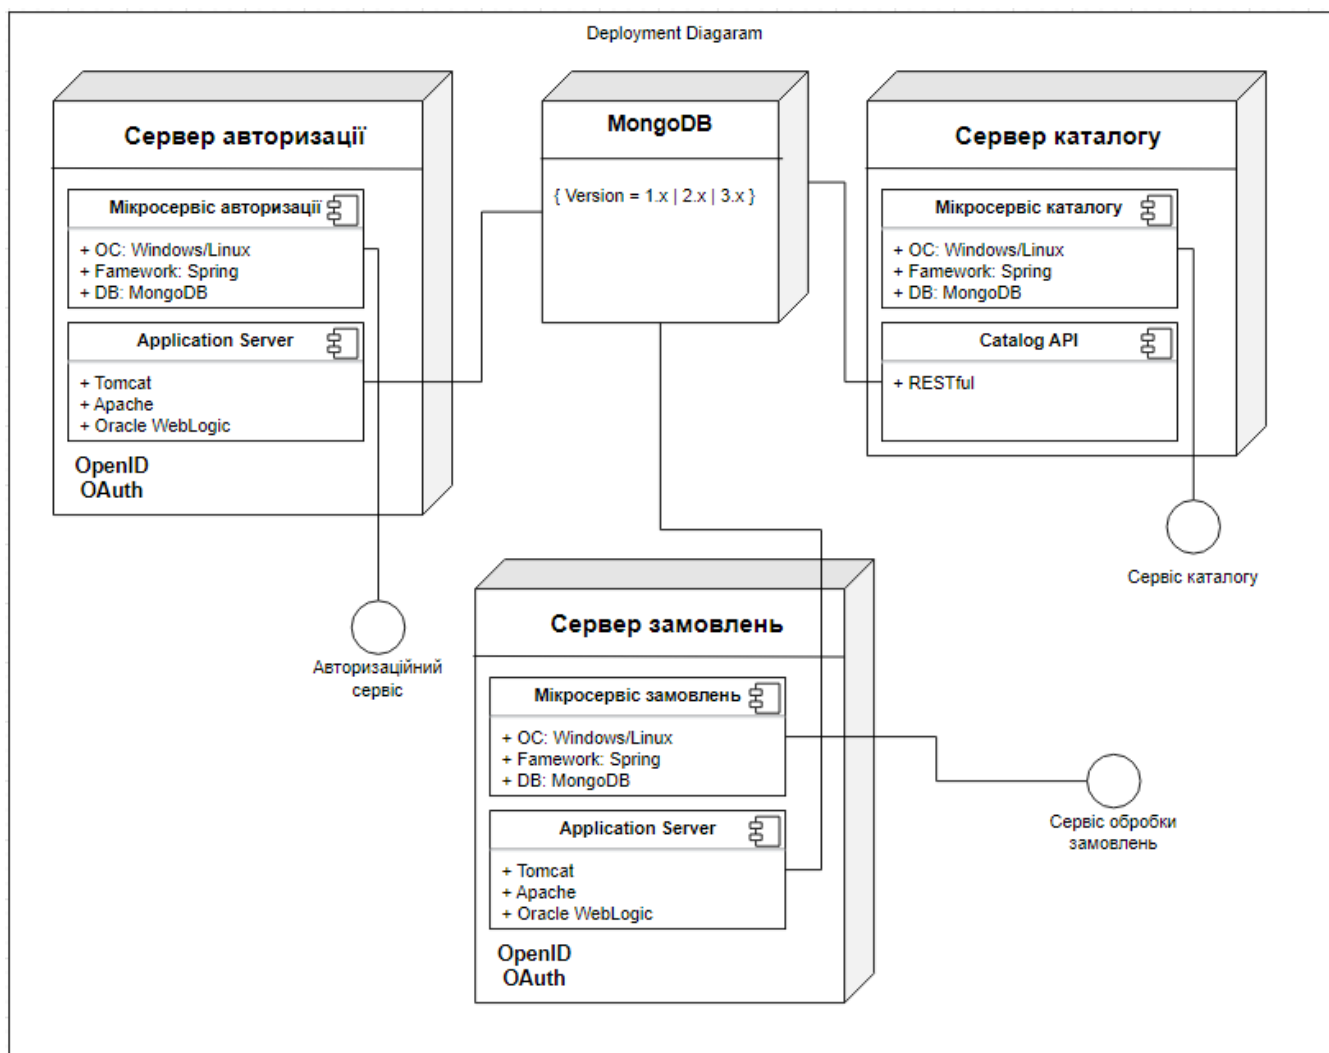 Deployment Diagaram
Сервер авторизації
Мікросервіс авторизації
+ ОС: Windows/Linux
+ Famework: Spring
+ DB: MongoDB
Application Server
+ Tomcat
+ Apache
+ Oracle WebLogic
OpenID
OAuth
MongoDB
{ Version = 1.x | 2.x | 3.x }
Сервер каталогу
Мікросервіс каталогу
+ ОС: Windows/Linux
+ Famework: Spring
+ DB: MongoDB
Catalog API
+ RESTful
Сервіс каталогу
Авторизаційний
сервіс
Сервер замовлень
Мікросервіс замовлень
+ ОС: Windows/Linux
+ Famework: Spring
+ DB: MongoDB
Application Server
+ Tomcat
+ Apache
+ Oracle WebLogic
OpenID
OAuth
Сервіс обробки
замовлень